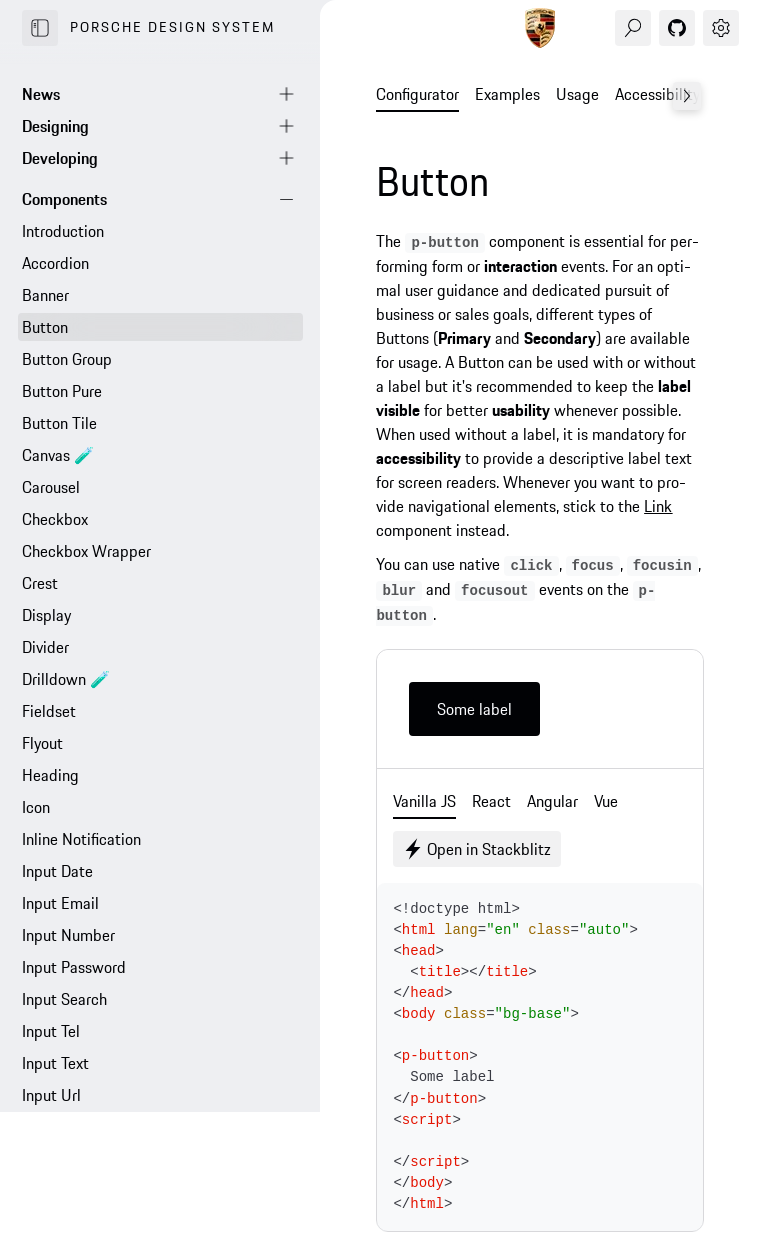 PORSCHE DESIGN SYSTEM
News
Designing
Developing
Components
Introduction
Accordion
Banner
Button
Button Group
Button Pure
Button Tile
Canvas 🧪
Carousel
Checkbox
Checkbox Wrapper
Crest
Display
Divider
Drilldown 🧪
Fieldset
Flyout
Heading
Icon
Inline Notification
Input Date
Input Email
Input Number
Input Password
Input Search
Input Tel
Input Text
Input Url
Configurator Examples Usage Accessibility
Button
The p-button component is essential for per-
forming form or interaction events. For an opti-
mal user guidance and dedicated pursuit of
business or sales goals, different types of
Buttons (Primary and Secondary) are available
for usage. A Button can be used with or without
a label but it's recommended to keep the label
visible for better usability whenever possible.
When used without a label, it is mandatory for
accessibility to provide a descriptive label text
for screen readers. Whenever you want to pro-
vide navigational elements, stick to the Link
component instead.
You can use native click , focus , focusin ,
blur and focusout events on the p-
button .
Some label
Vanilla JS React Angular Vue
Open in Stackblitz
<!doctype html>
<html lang="en" class="auto">
<head>
  <title></title>
</head>
<body class="bg-base">
<p-button>
  Some label
</p-button>
<script>
</script>
</body>
</html>